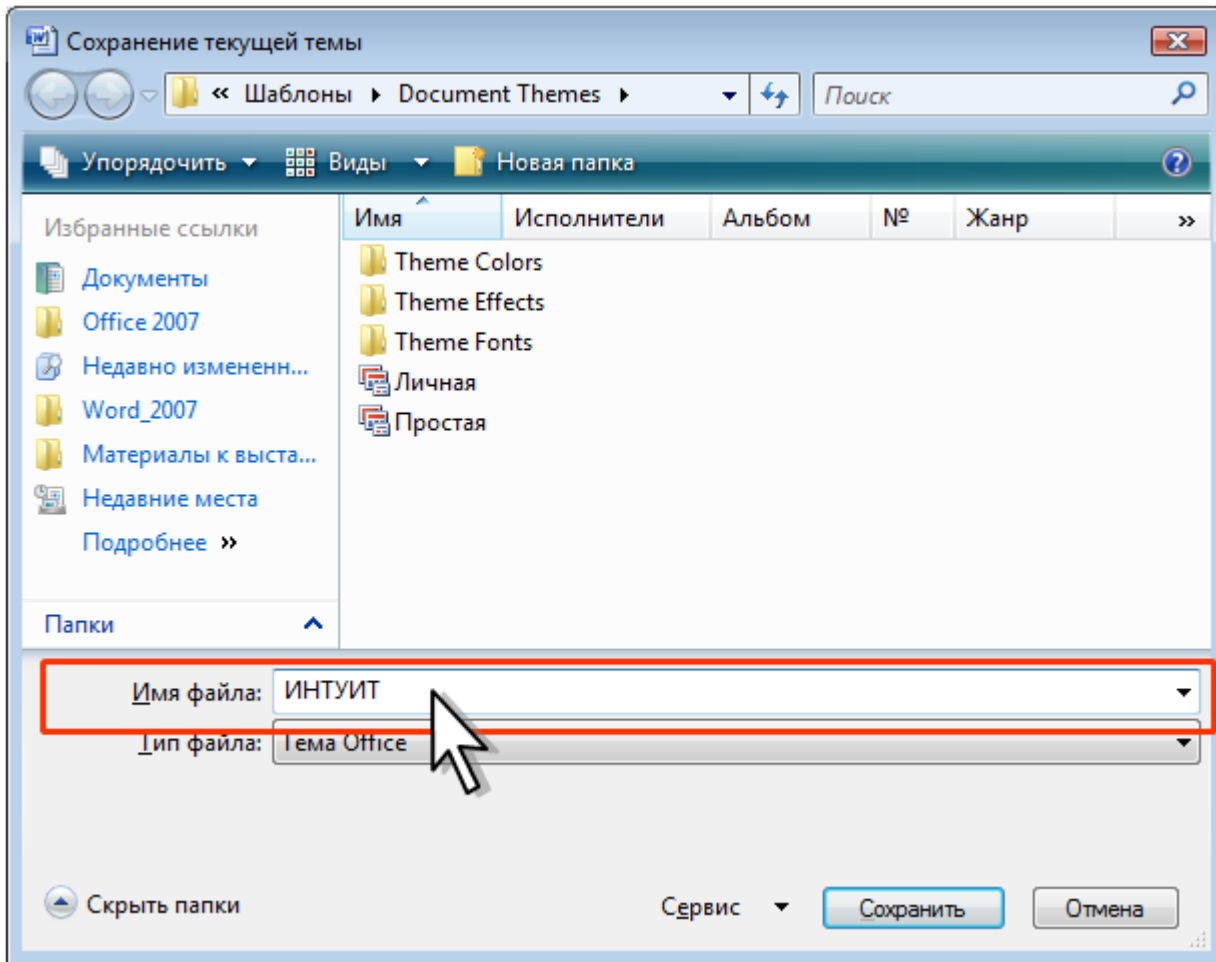 Сохранение текущей темы
« Шаблоны Document Themes Поиск
Упорядочить Виды Новая папка
Избранные ссылки
Документы
Office 2007
Недавно измененн...
Word_2007
Материалы к выста...
Недавние места
Подробнее »
Папки
Имя Исполнители Альбом № Жанр »
Theme Colors
Theme Effects
Theme Fonts
Личная
Простая
Имя файла: ИНТУИТ
Тип файла: Тема Office
Скрыть папки Сервис Сохранить Отмена